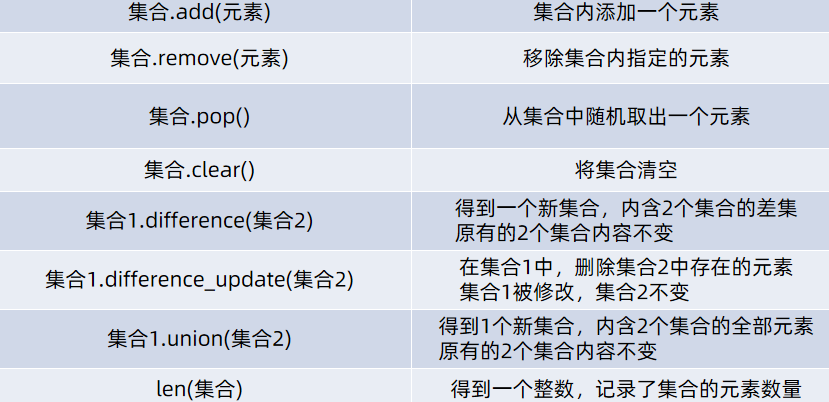 集合.add(元素)
集合内添加一个元素
集合.remove(元素)
移除集合内指定的元素
集合.pop()
从集合中随机取出一个元素
集合.clear()
将集合清空
集合1.difference(集合2)
得到一个新集合，内含2个集合的差集
原有的2个集合内容不变
集合1.difference_update(集合2)
在集合1中，删除集合2中存在的元素
集合1被修改，集合2不变
集合1.union(集合2)
得到1个新集合，内含2个集合的全部元素
原有的2个集合内容不变
len(集合)
得到一个整数，记录了集合的元素数量